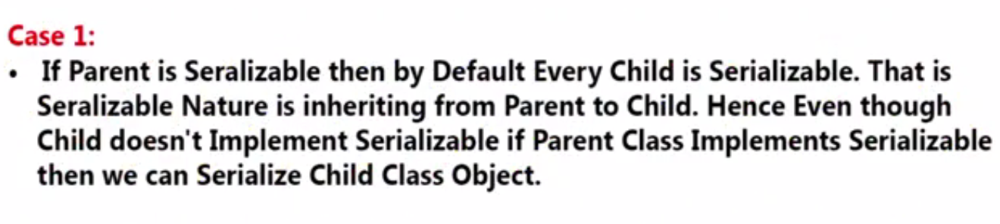 Case 1:
• If Parent is Seralizable then by Default Every Child is Serializable. That is
Seralizable Nature is inheriting from Parent to Child. Hence Even though
Child doesn't Implement Serializable if Parent Class Implements Serializable
then we can Serialize Child Class Object.